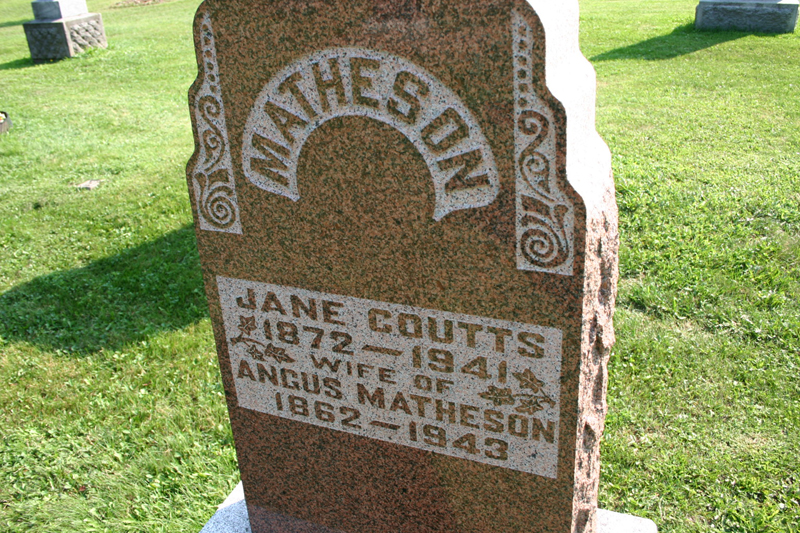 MATHESON
JANE COUTTS
1872-1941
WIFE OF
ANGUS MATHESON
1862-1943